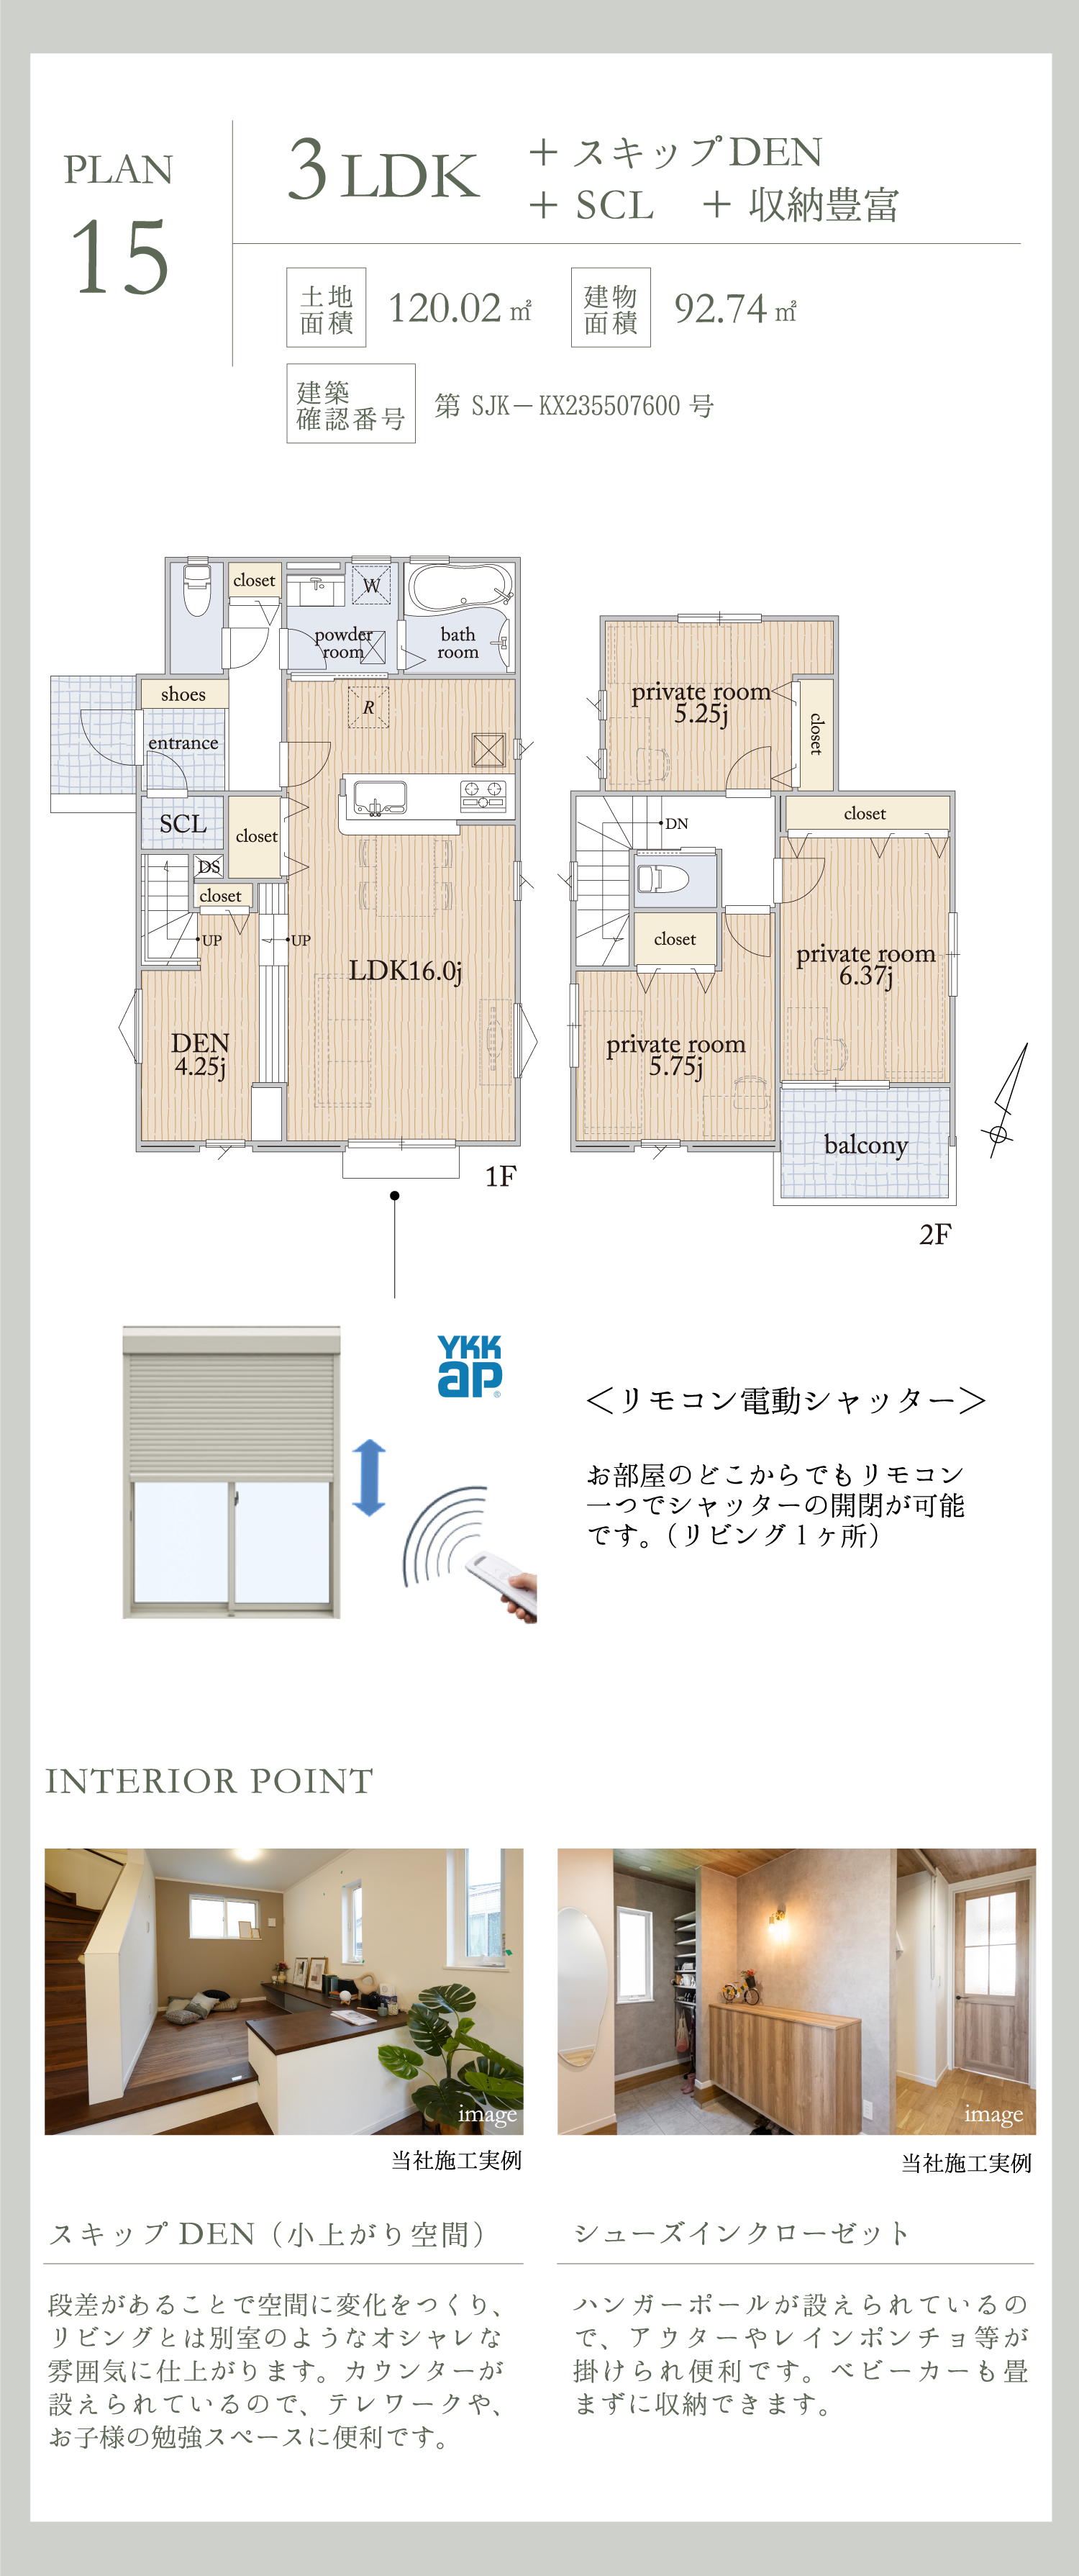 PLAN
15
3LDK
＋ スキップDEN
＋ SCL ＋ 収納豊富
土地
面積
120.02 ㎡
建物
面積
92.74 ㎡
建築
確認番号
第 SJK－KX235507600 号
closet
W
powder
room
bath
room
shoes
R
entrance
SCL
closet
DS
closet
UP
UP
LDK16.0j
DEN
4.25j
1F
private room
5.25j
closet
closet
DN
closet
private room
6.37j
private room
5.75j
balcony
2F
YKK
ap
®
＜リモコン電動シャッター＞
お部屋のどこからでもリモコン
一つでシャッターの開閉が可能
です。（リビング１ヶ所）
INTERIOR POINT
image
当社施工実例
image
当社施工実例
スキップ DEN（小上がり空間）
段差があることで空間に変化をつくり、
リビングとは別室のようなオシャレな
雰囲気に仕上がります。カウンターが
設えられているので、テレワークや、
お子様の勉強スペースに便利です。
シューズインクローゼット
ハンガーポールが設えられているの
で、アウターやレインポンチョ等が
掛けられ便利です。ベビーカーも畳
まずに収納できます。